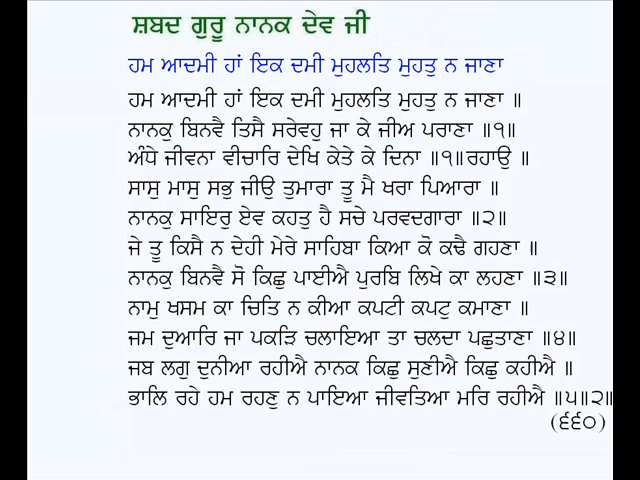 ਸ਼ਬਦ ਗੁਰੂ ਨਾਨਕ ਦੇਵ ਜੀ
ਹਮ ਆਦਮੀ ਹਾਂ ਇਕ ਦਮੀ ਮੁਹਲਤਿ ਮੁਹਤੁ ਨ ਜਾਣਾ
ਹਮ ਆਦਮੀ ਹਾਂ ਇਕ ਦਮੀ ਮੁਹਲਤਿ ਮੁਹਤੁ ਨ ਜਾਣਾ ॥
ਨਾਨਕੁ ਬਿਨਵੈ ਤਿਸੈ ਸਰੇਵਹੁ ਜਾ ਕੇ ਜੀਅ ਪਰਾਣਾ ॥੧॥
ਅੰਧੇ ਜੀਵਨਾ ਵੀਚਾਰਿ ਦੇਖਿ ਕੇਤੇ ਕੇ ਦਿਨਾ ॥੧॥ਰਹਾਉ ॥
ਸਾਸੁ ਮਾਸੁ ਸਭੁ ਜੀਉ ਤੁਮਾਰਾ ਤੂ ਮੈ ਖਰਾ ਪਿਆਰਾ ॥
ਨਾਨਕੁ ਸਾਇਰੁ ਏਵ ਕਹਤੁ ਹੈ ਸਚੇ ਪਰਵਦਗਾਰਾ ॥੨॥
ਜੇ ਤੂ ਕਿਸੈ ਨ ਦੇਹੀ ਮੇਰੇ ਸਾਹਿਬਾ ਕਿਆ ਕੋ ਕਢੈ ਗਹਣਾ ॥
ਨਾਨਕੁ ਬਿਨਵੈ ਸੋ ਕਿਛੁ ਪਾਈਐ ਪੁਰਬਿ ਲਿਖੇ ਕਾ ਲਹਣਾ ॥੩॥
ਨਾਮੁ ਖਸਮ ਕਾ ਚਿਤਿ ਨ ਕੀਆ ਕਪਟੀ ਕਪਟੁ ਕਮਾਣਾ ॥
ਜਮ ਦੁਆਰਿ ਜਾ ਪਕੜਿ ਚਲਾਇਆ ਤਾ ਚਲਦਾ ਪਛੁਤਾਣਾ ॥੪॥
ਜਬ ਲਗੁ ਦੁਨੀਆ ਰਹੀਐ ਨਾਨਕ ਕਿਛੁ ਸੁਣੀਐ ਕਿਛੁ ਕਹੀਐ ॥
ਭਾਲਿ ਰਹੇ ਹਮ ਰਹਣੁ ਨ ਪਾਇਆ ਜੀਵਤਿਆ ਮਰਿ ਰਹੀਐ ॥੫॥੨॥
(੬੬੦)